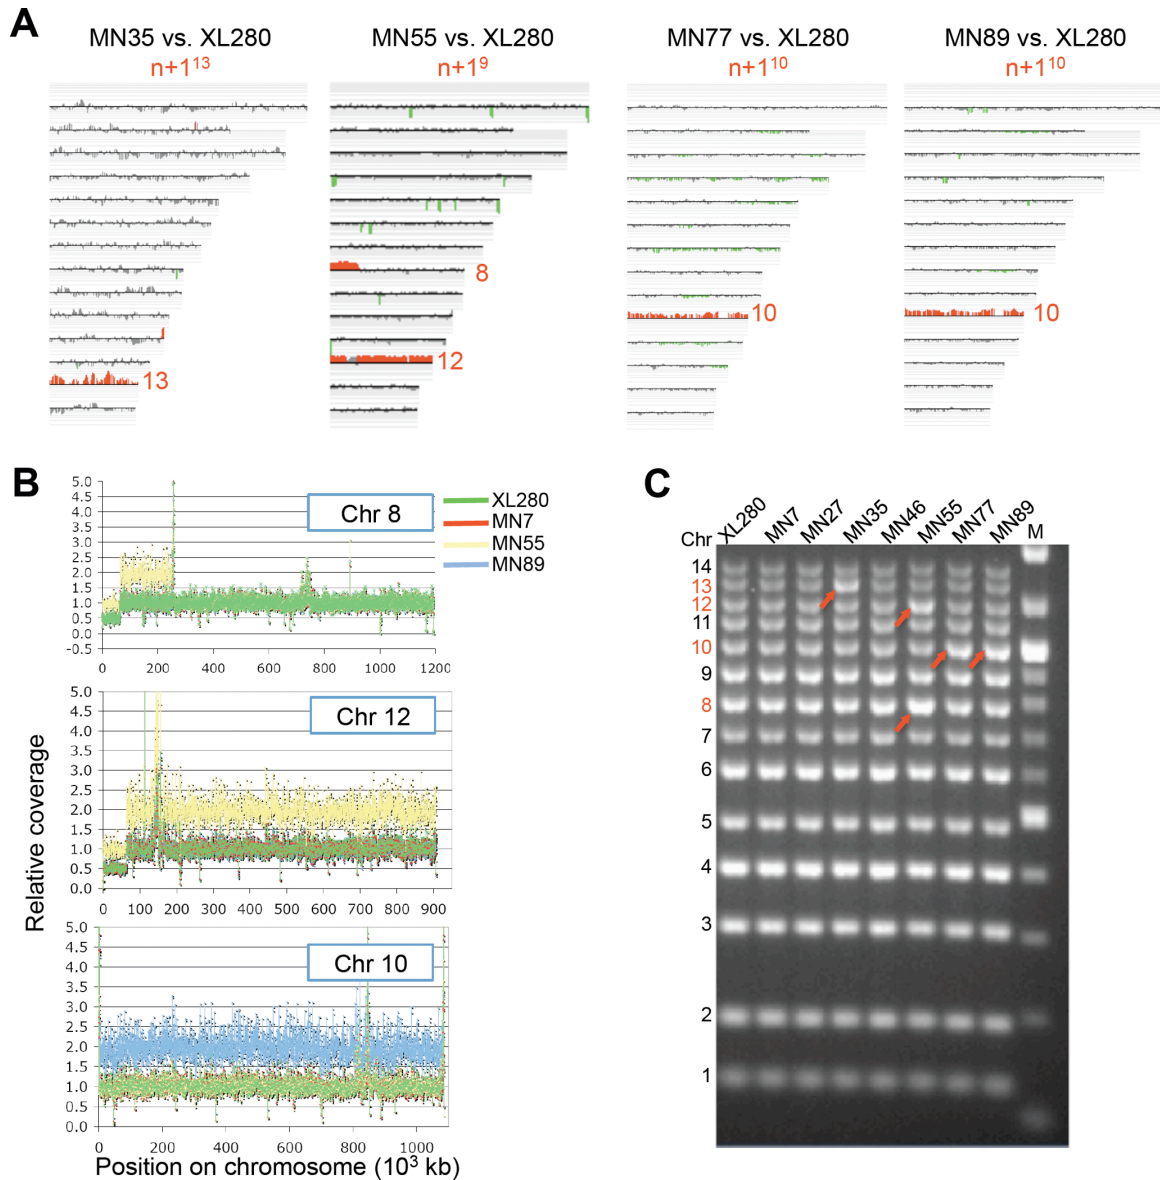 A
MN35 vs. XL280
n+1¹³
13
MN55 vs. XL280
n+1⁹
8
12
MN77 vs. XL280
n+1¹⁰
10
MN89 vs. XL280
n+1¹⁰
10
B
Relative coverage
5.0
4.5
4.0
3.5
3.0
2.5
2.0
1.5
1.0
0.5
0.0
-0.5
Chr 8
0 200 400 600 800 1000 1200
XL280
MN7
MN55
MN89
5.0
4.5
4.0
3.5
3.0
2.5
2.0
1.5
1.0
0.5
0.0
Chr 12
0 100 200 300 400 500 600 700 800 900
5.0
4.5
4.0
3.5
3.0
2.5
2.0
1.5
1.0
0.5
0.0
Chr 10
0 200 400 600 800 1000
Position on chromosome (10³ kb)
C
Chr XL280 MN7 MN27 MN35 MN46 MN55 MN77 MN89 M
14
13
12
11
10
9
8
7
6
5
4
3
2
1